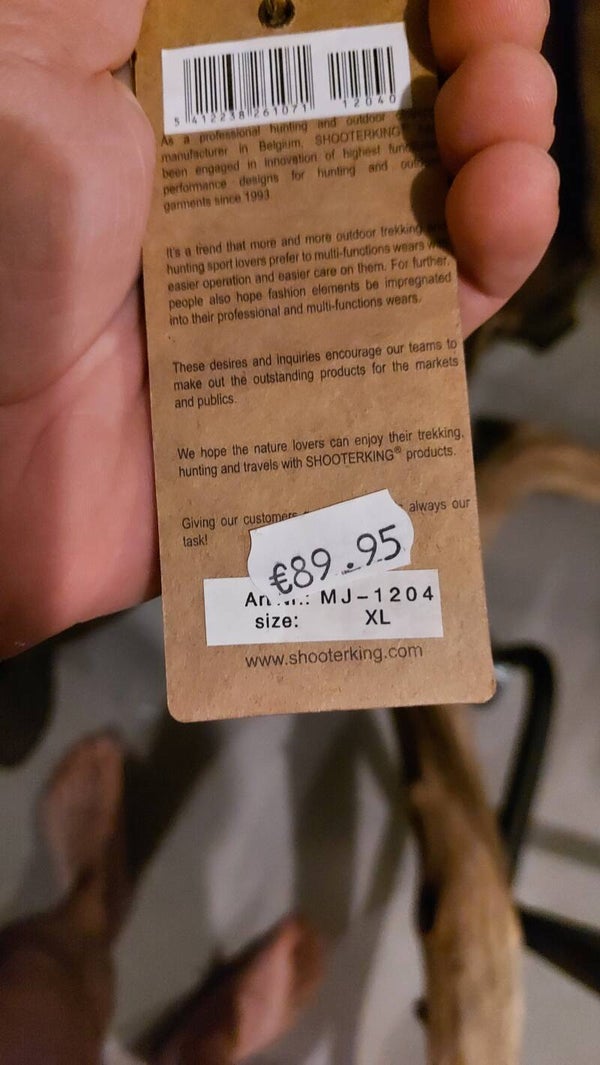 5 412238 261071
12040
As a professional hunting and outdoor
manufacturer in Belgium, SHOOTERKING
been engaged in innovation of highest
performance designs for hunting and
garments since 1993.
It's a trend that more and more outdoor trekking
hunting sport lovers prefer to multi-functions wears
easier operation and easier care on them. For further,
people also hope fashion elements be impregnated
into their professional and multi-functions wears.
These desires and inquiries encourage our teams to
make out the outstanding products for the markets
and publics.
We hope the nature lovers can enjoy their trekking,
hunting and travels with SHOOTERKING® products.
Giving our customers always our
task!
€89.95
MJ-1204
size: XL
www.shooterking.com